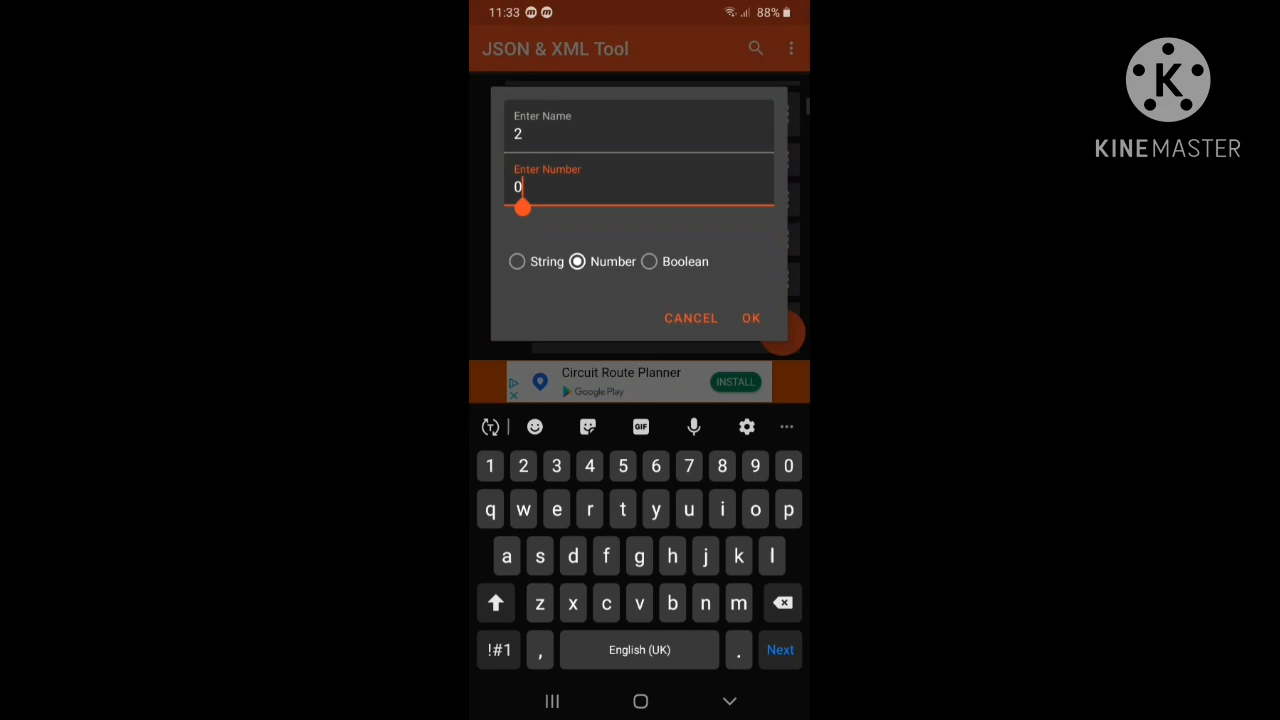 11:33 88%
JSON & XML Tool
Enter Name
2
Enter Number
0
String Number Boolean
CANCEL OK
Circuit Route Planner
Google Play
INSTALL
GIF
1 2 3 4 5 6 7 8 9 0
q w e r t y u i o p
a s d f g h j k l
z x c v b n m
!#1 , English (UK) . Next
K
KINEMASTER